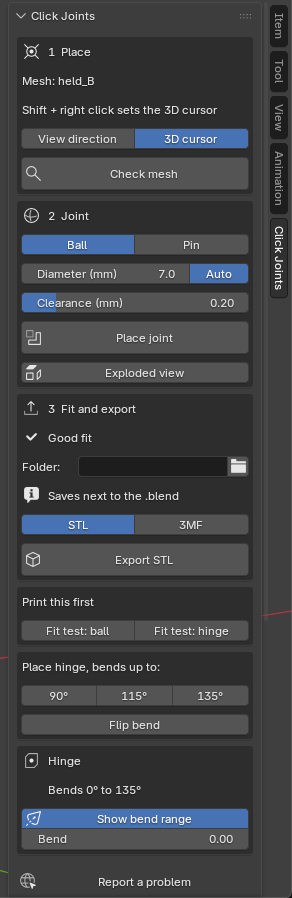 Click Joints
1 Place
Mesh: held_B
Shift + right click sets the 3D cursor
View direction 3D cursor
Check mesh
2 Joint
Ball Pin
Diameter (mm) 7.0 Auto
Clearance (mm) 0.20
Place joint
Exploded view
3 Fit and export
Good fit
Folder:
Saves next to the .blend
STL 3MF
Export STL
Print this first
Fit test: ball Fit test: hinge
Place hinge, bends up to:
90° 115° 135°
Flip bend
Hinge
Bends 0° to 135°
Show bend range
Bend 0.00
Report a problem
Item
Tool
View
Animation
Click Joints